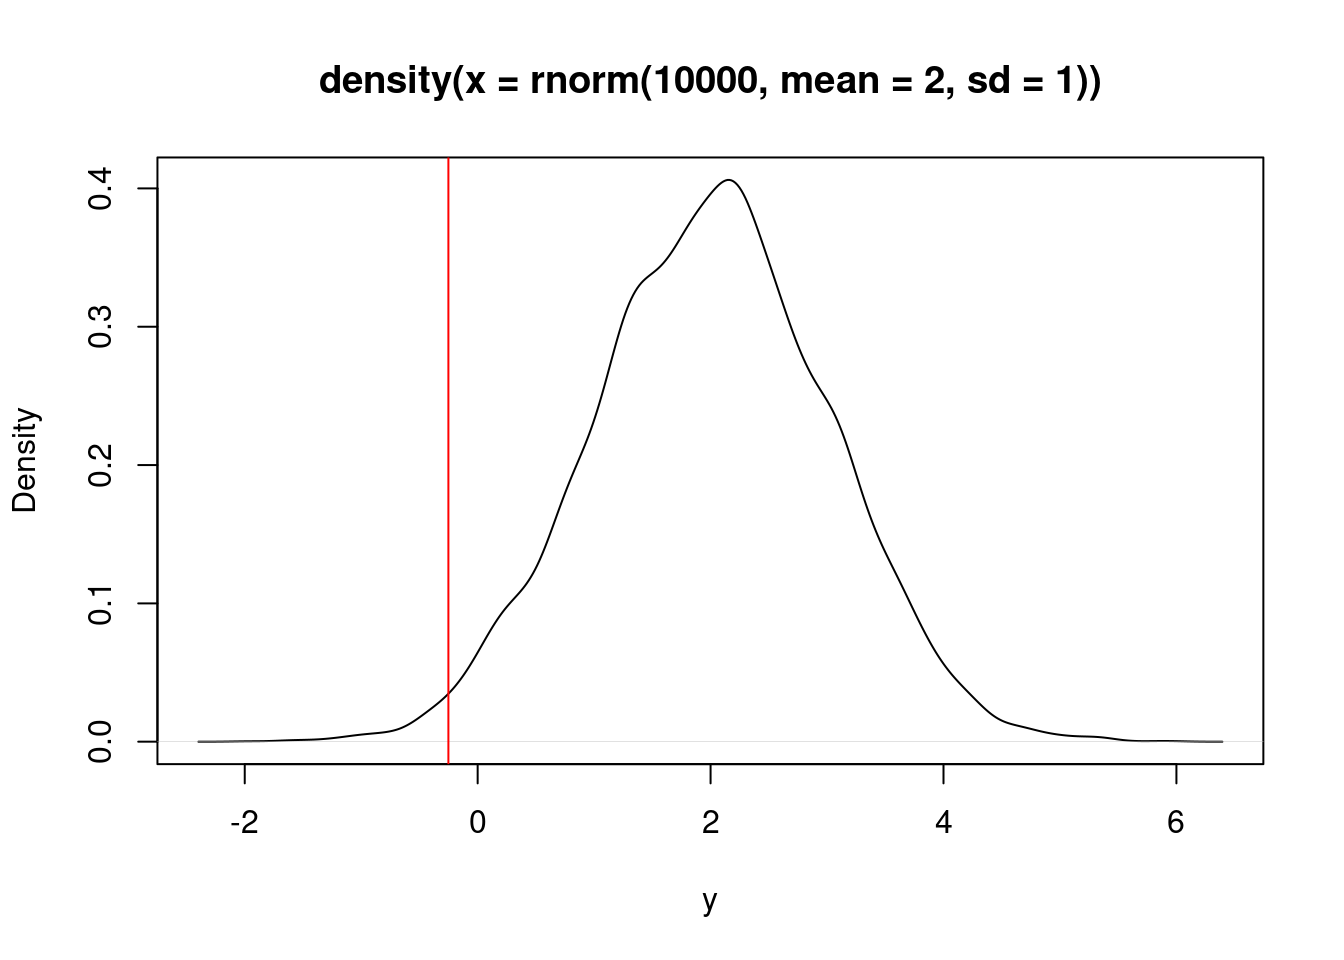 density(x = rnorm(10000, mean = 2, sd = 1))
0.4
0.3
0.2
0.1
0.0
Density
-2 0 2 4 6
y